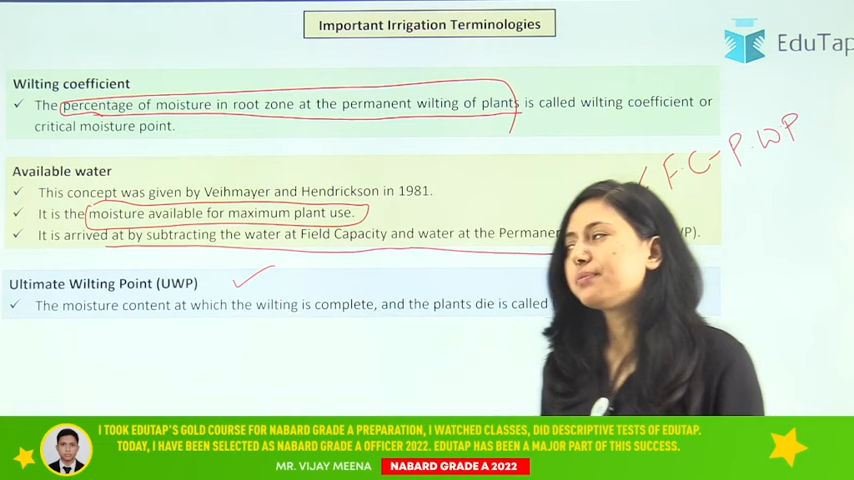 Important Irrigation Terminologies
EduTap
Wilting coefficient
✓ The percentage of moisture in root zone at the permanent wilting of plants is called wilting coefficient or
critical moisture point.
F.C - P.WP
Available water
✓ This concept was given by Veihmayer and Hendrickson in 1981.
✓ It is the moisture available for maximum plant use.
✓ It is arrived at by subtracting the water at Field Capacity and water at the Permanen P).
Ultimate Wilting Point (UWP)
✓ The moisture content at which the wilting is complete, and the plants die is called
I TOOK EDUTAP'S GOLD COURSE FOR NABARD GRADE A PREPARATION, I WATCHED CLASSES, DID DESCRIPTIVE TESTS OF EDUTAP.
TODAY, I HAVE BEEN SELECTED AS NABARD GRADE A OFFICER 2022. EDUTAP HAS BEEN A MAJOR PART OF THIS SUCCESS.
MR. VIJAY MEENA NABARD GRADE A 2022